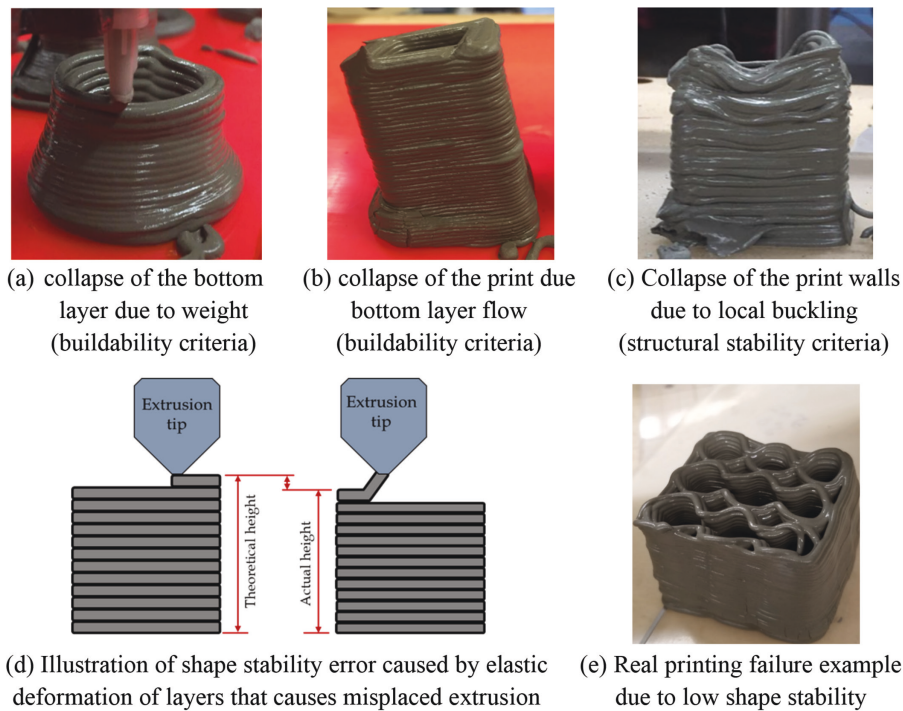 (a) collapse of the bottom
layer due to weight
(buildability criteria)
(b) collapse of the print due
bottom layer flow
(buildability criteria)
(c) Collapse of the print walls
due to local buckling
(structural stability criteria)
Extrusion
tip
Theoretical height
Extrusion
tip
Actual height
(d) Illustration of shape stability error caused by elastic
deformation of layers that causes misplaced extrusion
(e) Real printing failure example
due to low shape stability